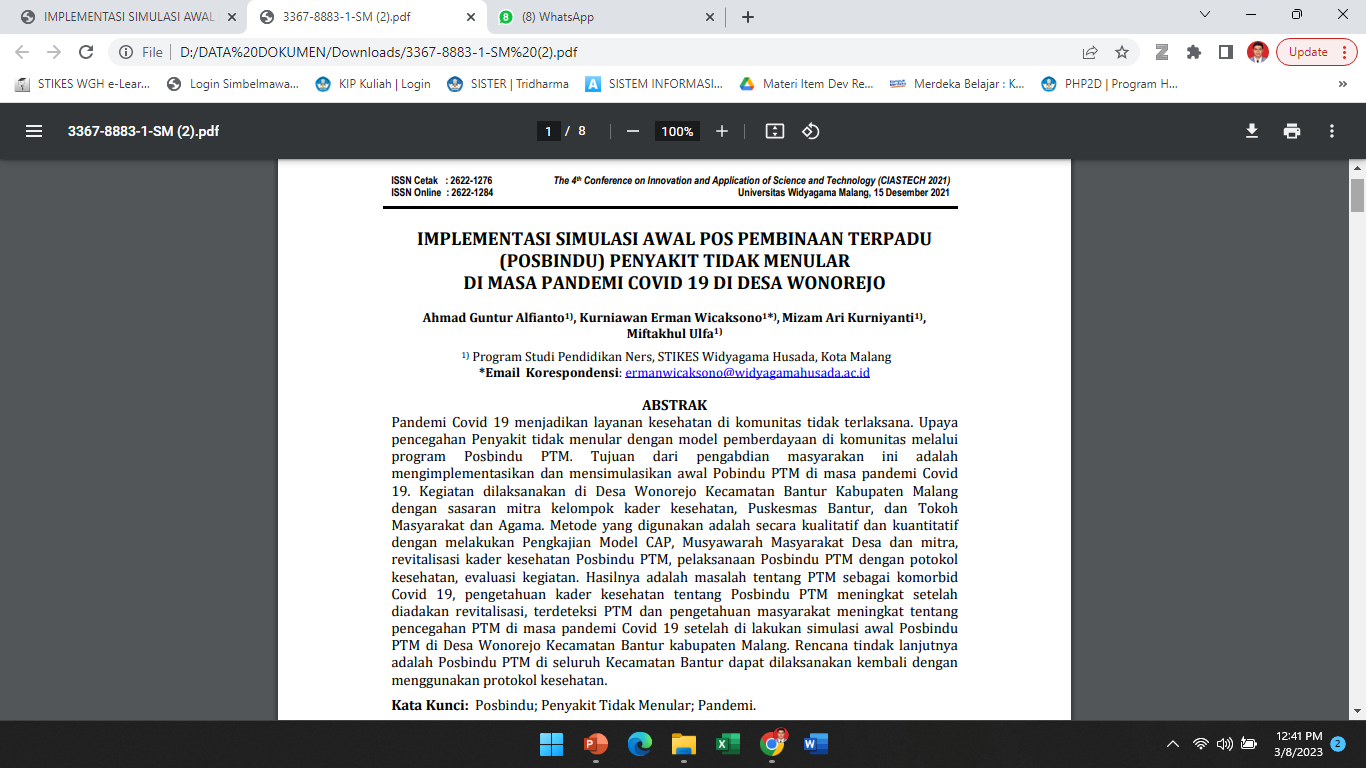 IMPLEMENTASI SIMULASI AWAL
3367-8883-1-SM (2).pdf
(8) WhatsApp
File
D:/DATA%20DOKUMEN/Downloads/3367-8883-1-SM%20(2).pdf
Update
STIKES WGH e-Lear...
Login Simbelmawa...
KIP Kuliah | Login
SISTER | Tridharma
SISTEM INFORMASI...
Materi Item Dev Re...
Merdeka Belajar : K...
PHP2D | Program H...
»
3367-8883-1-SM (2).pdf
1 / 8
100%
ISSN Cetak : 2622-1276 The 4th Conference on Innovation and Application of Science and Technology (CIASTECH 2021)
ISSN Online : 2622-1284 Universitas Widyagama Malang, 15 Desember 2021
IMPLEMENTASI SIMULASI AWAL POS PEMBINAAN TERPADU
(POSBINDU) PENYAKIT TIDAK MENULAR
DI MASA PANDEMI COVID 19 DI DESA WONOREJO
Ahmad Guntur Alfianto1), Kurniawan Erman Wicaksono1*), Mizam Ari Kurniyanti1),
Miftakhul Ulfa1)
1) Program Studi Pendidikan Ners, STIKES Widyagama Husada, Kota Malang
*Email Korespondensi: ermanwicaksono@widyagamahusada.ac.id
ABSTRAK
Pandemi Covid 19 menjadikan layanan kesehatan di komunitas tidak terlaksana. Upaya
pencegahan Penyakit tidak menular dengan model pemberdayaan di komunitas melalui
program Posbindu PTM. Tujuan dari pengabdian masyarakan ini adalah
mengimplementasikan dan mensimulasikan awal Pobindu PTM di masa pandemi Covid
19. Kegiatan dilaksanakan di Desa Wonorejo Kecamatan Bantur Kabupaten Malang
dengan sasaran mitra kelompok kader kesehatan, Puskesmas Bantur, dan Tokoh
Masyarakat dan Agama. Metode yang digunakan adalah secara kualitatif dan kuantitatif
dengan melakukan Pengkajian Model CAP, Musyawarah Masyarakat Desa dan mitra,
revitalisasi kader kesehatan Posbindu PTM, pelaksanaan Posbindu PTM dengan potokol
kesehatan, evaluasi kegiatan. Hasilnya adalah masalah tentang PTM sebagai komorbid
Covid 19, pengetahuan kader kesehatan tentang Posbindu PTM meningkat setelah
diadakan revitalisasi, terdeteksi PTM dan pengetahuan masyarakat meningkat tentang
pencegahan PTM di masa pandemi Covid 19 setelah di lakukan simulasi awal Posbindu
PTM di Desa Wonorejo Kecamatan Bantur kabupaten Malang. Rencana tindak lanjutnya
adalah Posbindu PTM di seluruh Kecamatan Bantur dapat dilaksanakan kembali dengan
menggunakan protokol kesehatan.
Kata Kunci: Posbindu; Penyakit Tidak Menular; Pandemi.
12:41 PM
3/8/2023
2